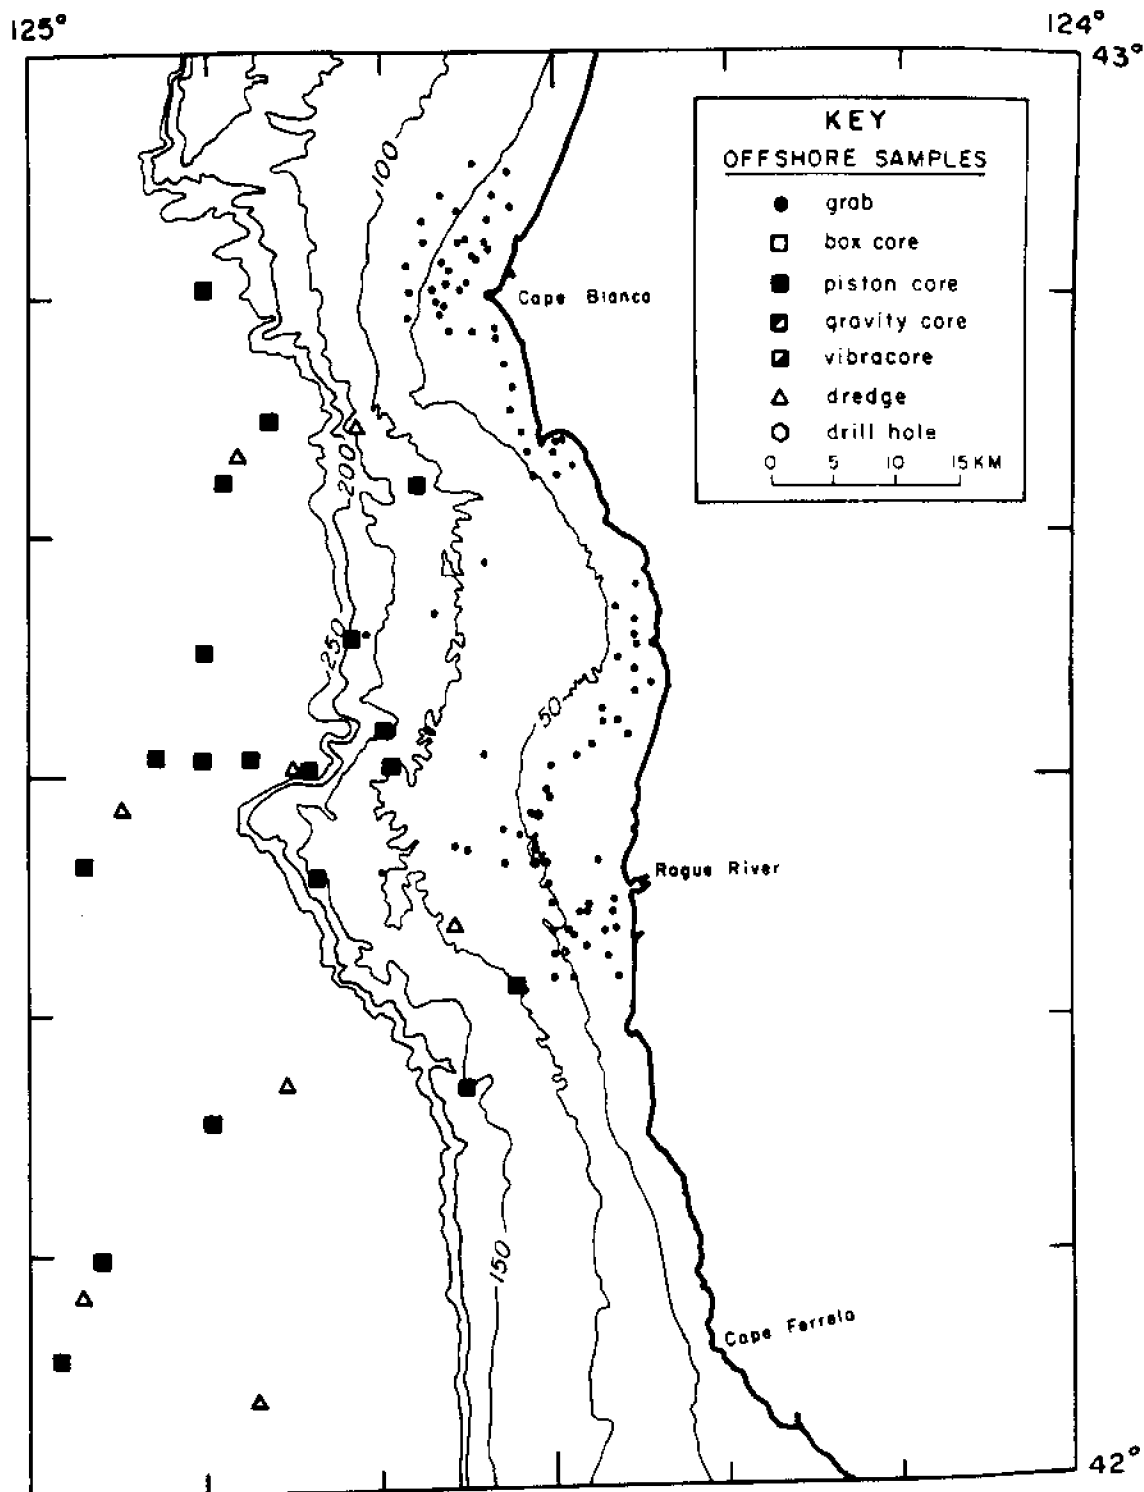 125°
124°
43°
KEY
OFFSHORE SAMPLES
grab
box core
piston core
gravity core
vibracore
dredge
drill hole
0 5 10 15 KM
100
Cape Blanco
200
250
50
Rogue River
150
Cape Ferrelo
42°